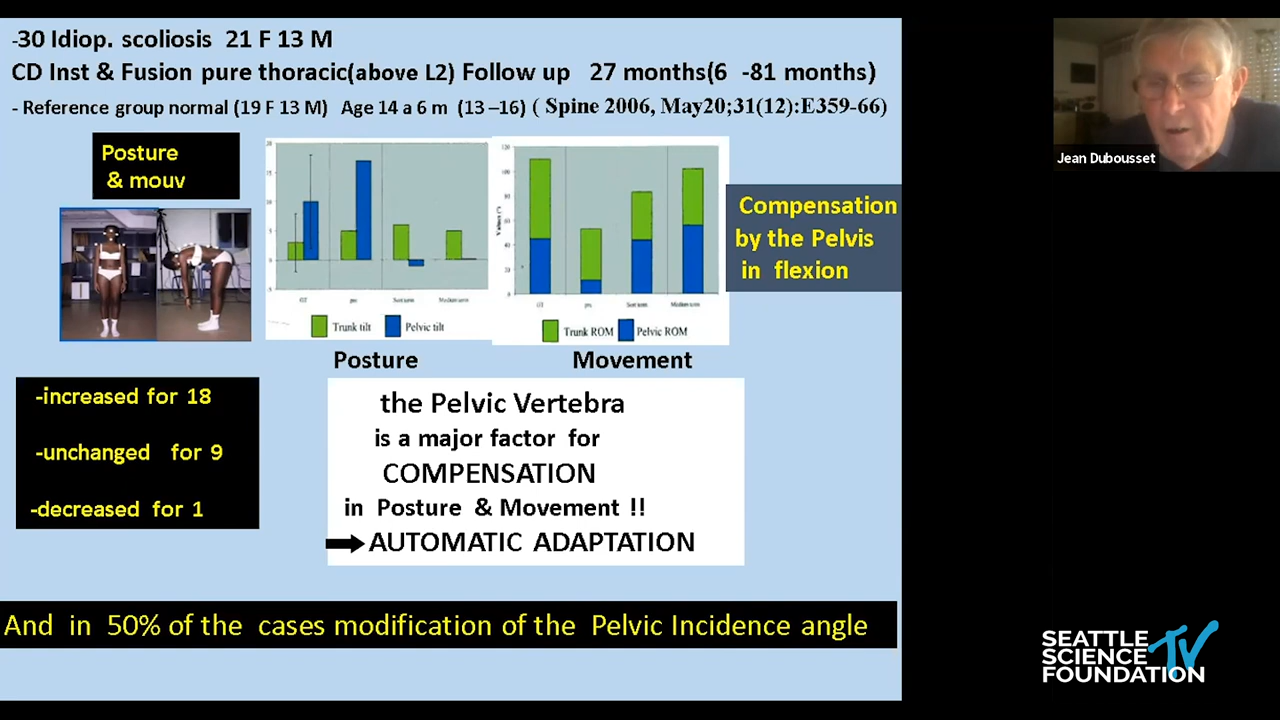 -30 Idiop. scoliosis 21 F 13 M
CD Inst & Fusion pure thoracic(above L2) Follow up 27 months(6 -81 months)
- Reference group normal (19 F 13 M) Age 14 a 6 m (13 –16) ( Spine 2006, May20;31(12):E359-66)
Posture
& mouv
Trunk tilt
Pelvic tilt
Posture
120
Values (°)
Trunk ROM
Pelvic ROM
Movement
Compensation
by the Pelvis
in flexion
-increased for 18
-unchanged for 9
-decreased for 1
the Pelvic Vertebra
is a major factor for
COMPENSATION
in Posture & Movement !!
AUTOMATIC ADAPTATION
And in 50% of the cases modification of the Pelvic Incidence angle
Jean Dubousset
SEATTLE
SCIENCE
FOUNDATION
TV